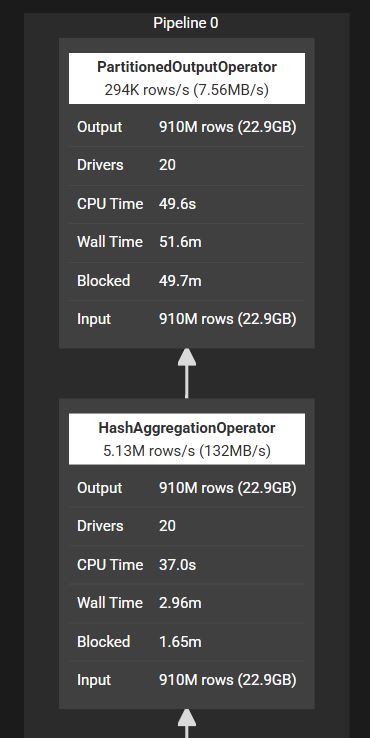 Pipeline 0
PartitionedOutputOperator
294K rows/s (7.56MB/s)
Output 910M rows (22.9GB)
Drivers 20
CPU Time 49.6s
Wall Time 51.6m
Blocked 49.7m
Input 910M rows (22.9GB)
HashAggregationOperator
5.13M rows/s (132MB/s)
Output 910M rows (22.9GB)
Drivers 20
CPU Time 37.0s
Wall Time 2.96m
Blocked 1.65m
Input 910M rows (22.9GB)